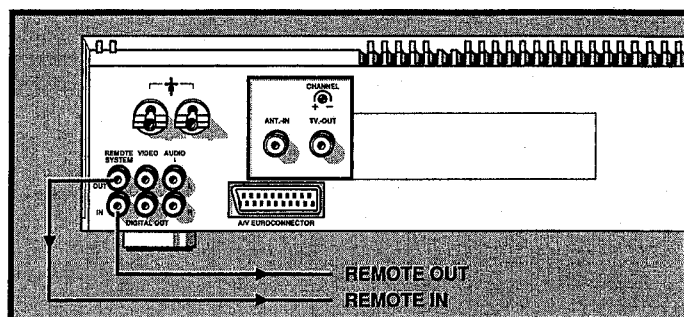 CHANNEL
- +
ANT.-IN TV.-OUT
REMOTE SYSTEM VIDEO AUDIO
L
OUT
IN
R
DIGITAL OUT
A/V EUROCONNECTOR
REMOTE OUT
REMOTE IN